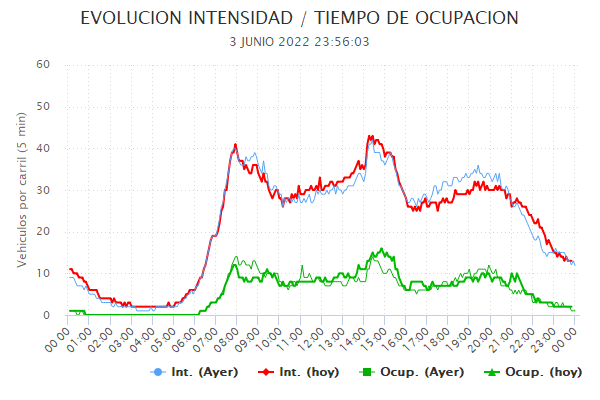 EVOLUCION INTENSIDAD / TIEMPO DE OCUPACION
3 JUNIO 2022 23:56:03
Vehiculos por carril (5 min)
60
50
40
30
20
10
0
00:00 01:00 02:00 03:00 04:00 05:00 06:00 07:00 08:00 09:00 10:00 11:00 12:00 13:00 14:00 15:00 16:00 17:00 18:00 19:00 20:00 21:00 22:00 23:00 00:00
Int. (Ayer) Int. (hoy) Ocup. (Ayer) Ocup. (hoy)